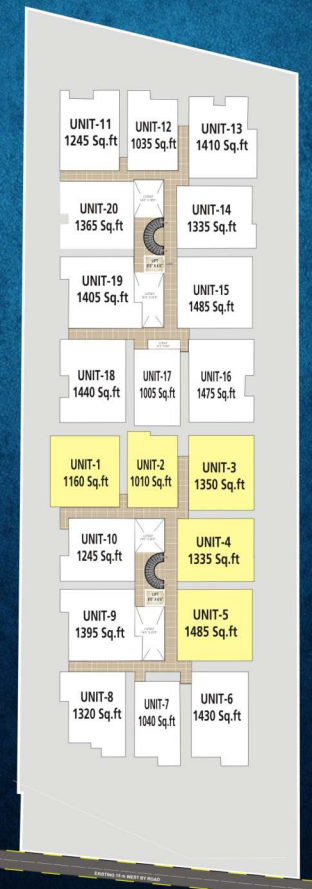 UNIT-11
1245 Sq.ft
UNIT-12
1035 Sq.ft
UNIT-13
1410 Sq.ft
UNIT-20
1365 Sq.ft
UNIT-14
1335 Sq.ft
LIFT
UNIT-19
1405 Sq.ft
UNIT-15
1485 Sq.ft
UNIT-18
1440 Sq.ft
UNIT-17
1005 Sq.ft
UNIT-16
1475 Sq.ft
UNIT-1
1160 Sq.ft
UNIT-2
1010 Sq.ft
UNIT-3
1350 Sq.ft
UNIT-10
1245 Sq.ft
UNIT-4
1335 Sq.ft
LIFT
UNIT-9
1395 Sq.ft
UNIT-5
1485 Sq.ft
UNIT-8
1320 Sq.ft
UNIT-7
1040 Sq.ft
UNIT-6
1430 Sq.ft
EXISTING 15 m WEST BY ROAD